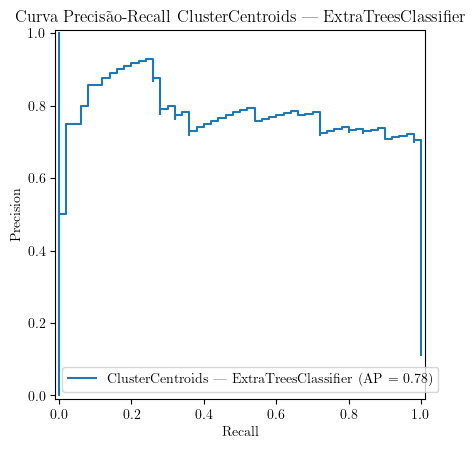 Curva Precisão-Recall ClusterCentroids — ExtraTreesClassifier
1.0
0.8
0.6
0.4
0.2
0.0
Precision
ClusterCentroids — ExtraTreesClassifier (AP = 0.78)
0.0 0.2 0.4 0.6 0.8 1.0
Recall